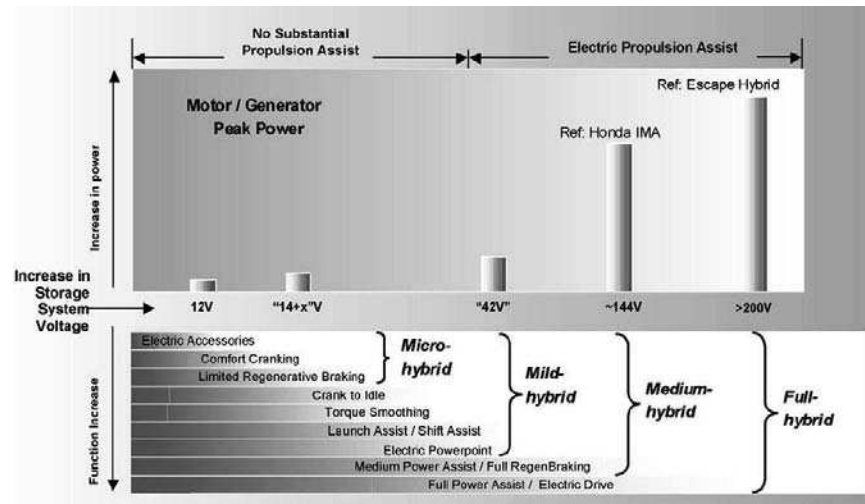 No Substantial
Propulsion Assist
Electric Propulsion Assist
Motor / Generator
Peak Power
Ref: Escape Hybrid
Ref: Honda IMA
Increase in power
Increase in
Storage
System
Voltage
12V
“14+x”V
“42V”
~144V
>200V
Function Increase
Electric Accessories
Comfort Cranking
Limited Regenerative Braking
Crank to Idle
Torque Smoothing
Launch Assist / Shift Assist
Electric Powerpoint
Medium Power Assist / Full RegenBraking
Full Power Assist / Electric Drive
Micro-
hybrid
Mild-
hybrid
Medium-
hybrid
Full-
hybrid